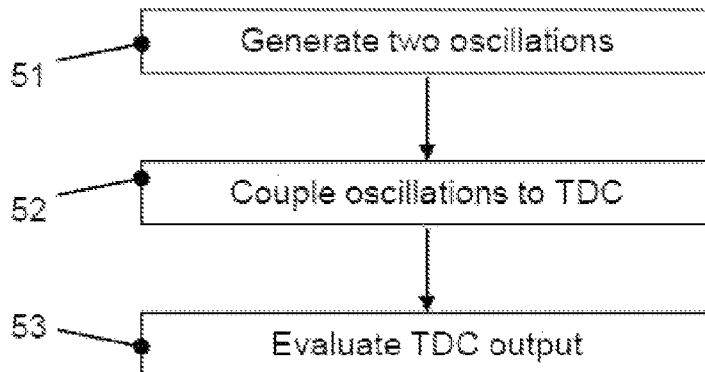 Generate two oscillations
51
Couple oscillations to TDC
52
Evaluate TDC output
53